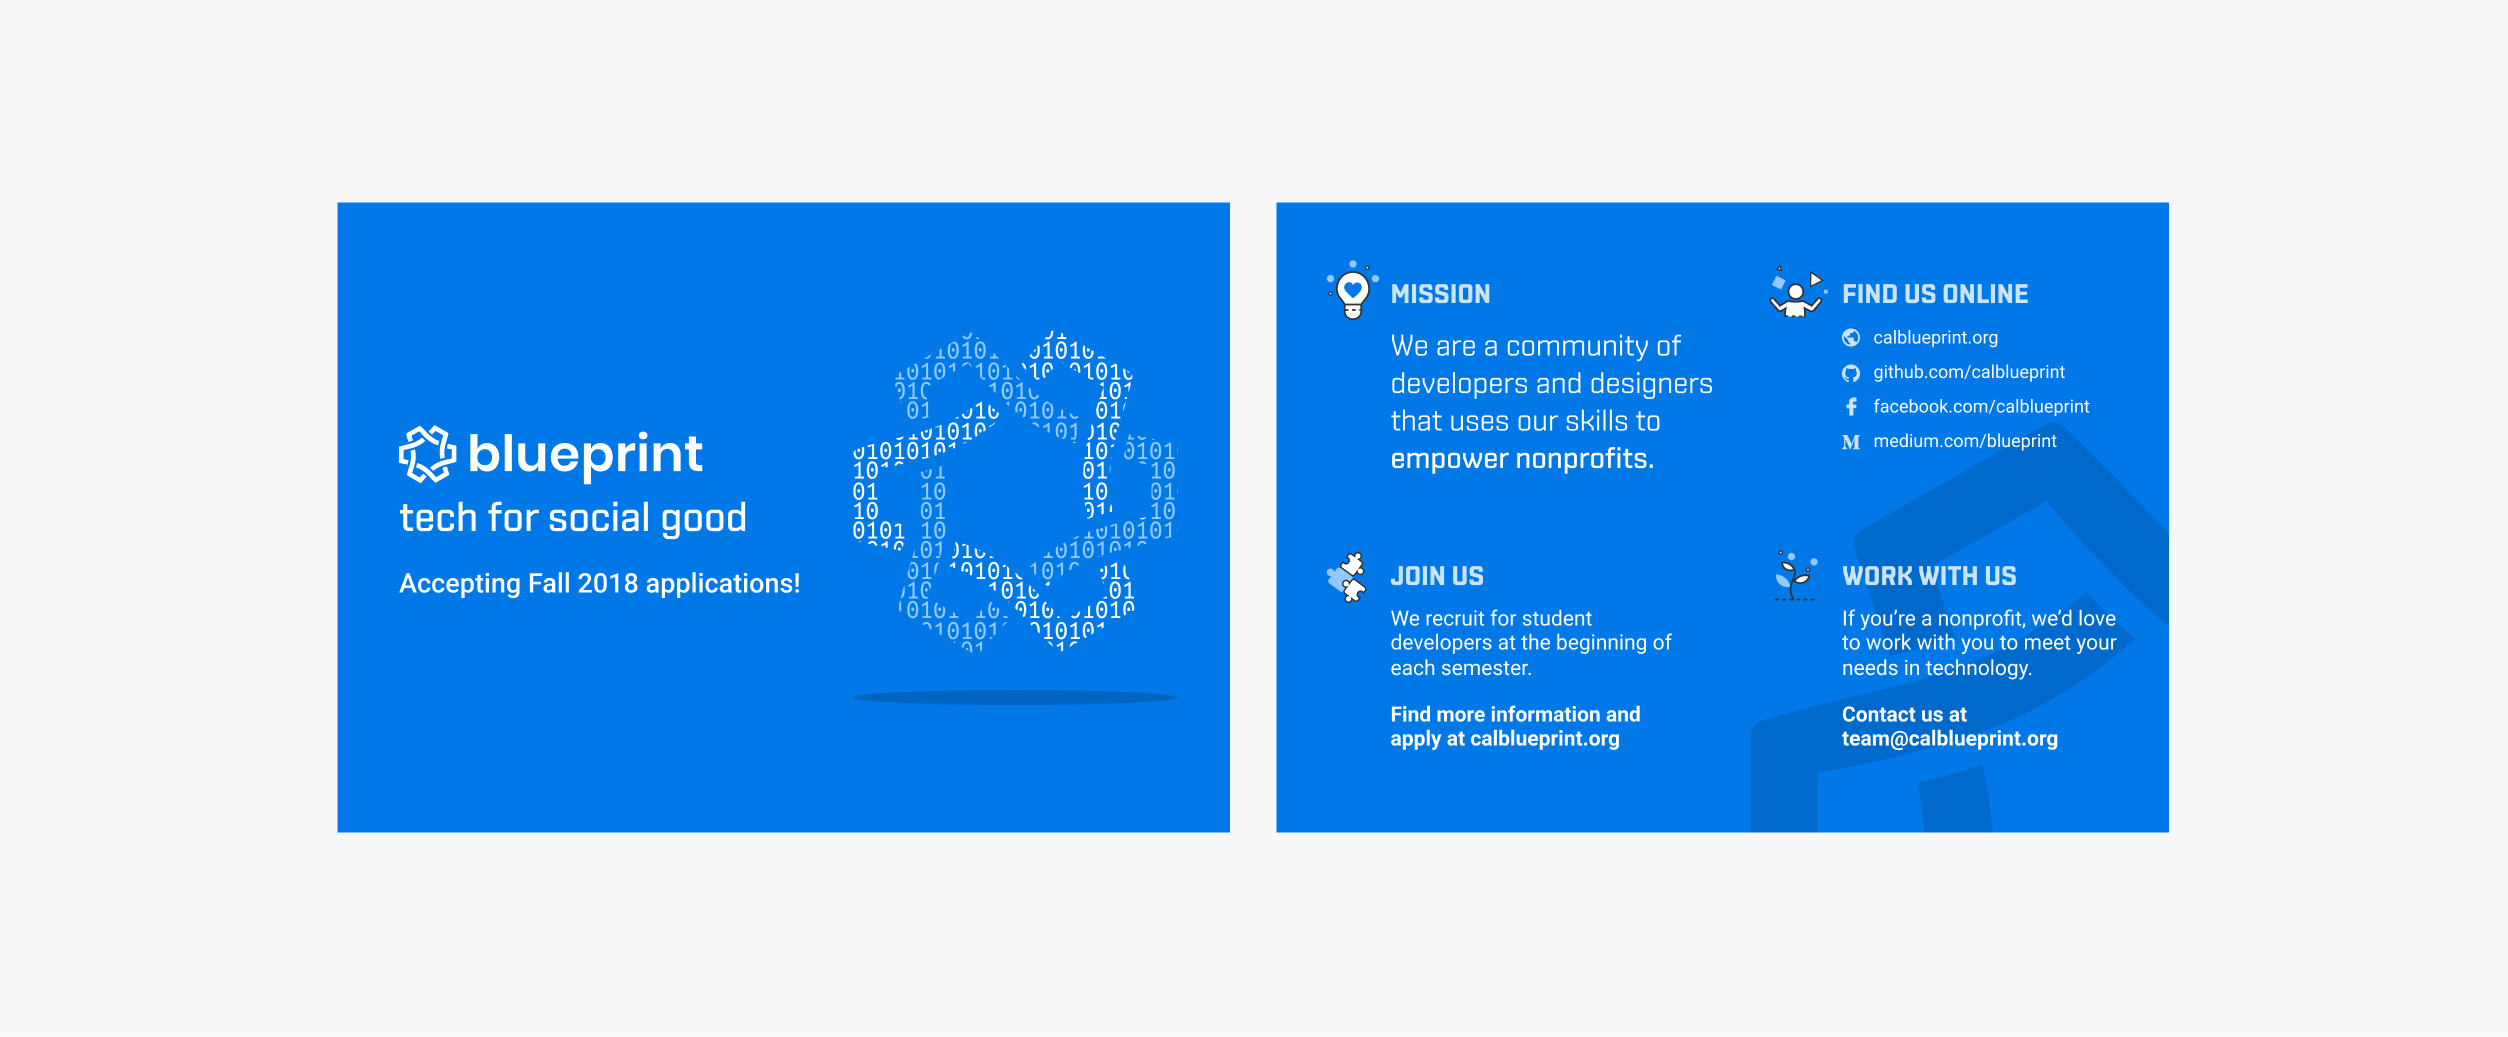 blueprint
tech for social good
Accepting Fall 2018 applications!
MISSION
We are a community of
developers and designers
that uses our skills to
empower nonprofits.
FIND US ONLINE
calblueprint.org
github.com/calblueprint
facebook.com/calblueprint
medium.com/blueprint
JOIN US
We recruit for student
developers at the beginning of
each semester.
Find more information and
apply at calblueprint.org
WORK WITH US
If you’re a nonprofit, we’d love
to work with you to meet your
needs in technology.
Contact us at
team@calblueprint.org